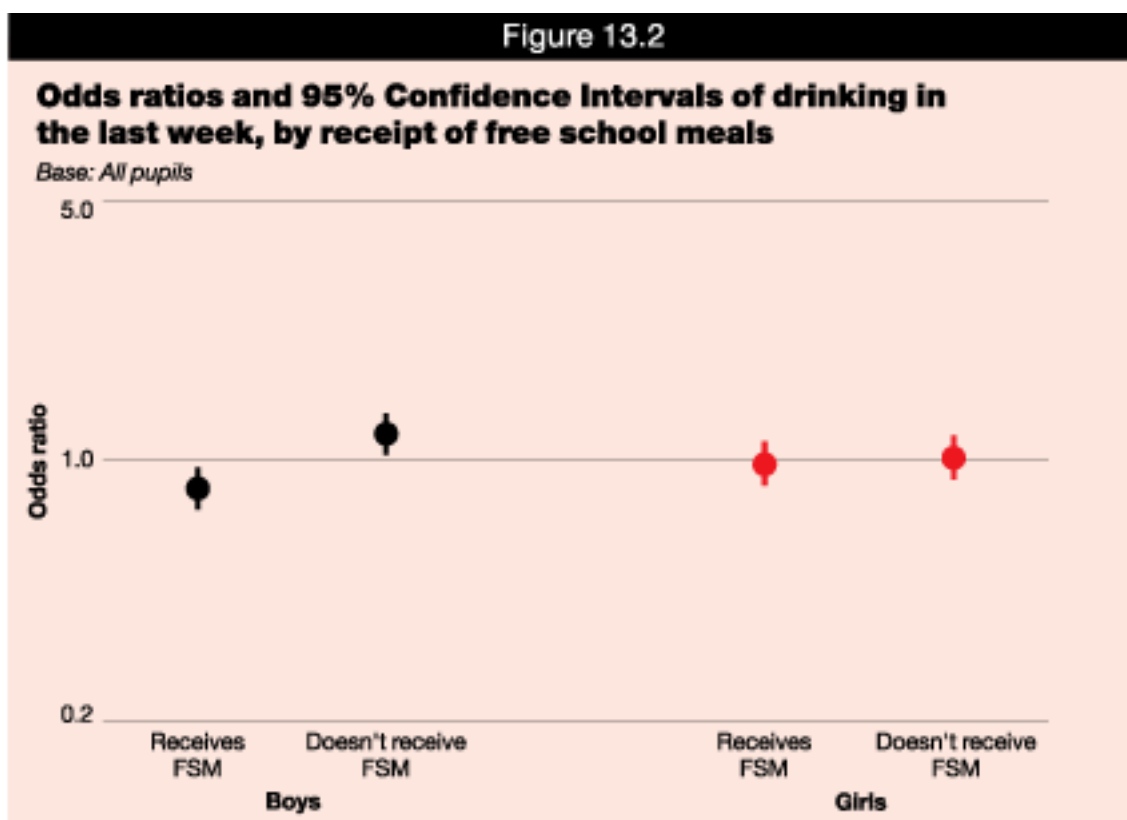 Figure 13.2
Odds ratios and 95% Confidence Intervals of drinking in
the last week, by receipt of free school meals
Base: All pupils
5.0
Odds ratio
1.0
0.2
Receives
FSM
Doesn't receive
FSM
Receives
FSM
Doesn't receive
FSM
Boys
Girls